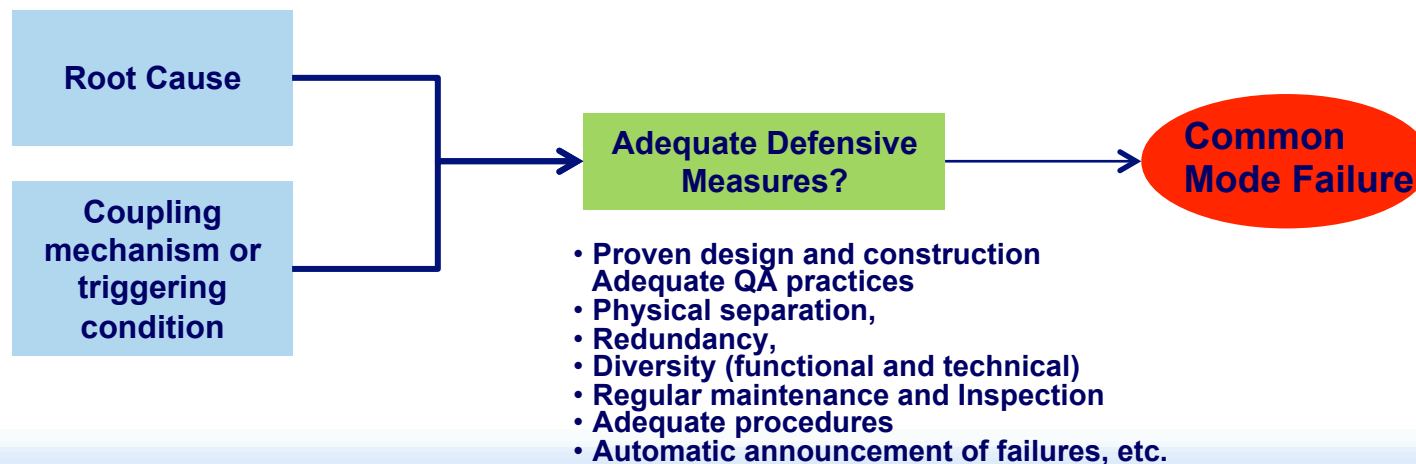 Root Cause
Coupling
mechanism or
triggering
condition
Adequate Defensive
Measures?
Common
Mode Failure
• Proven design and construction
Adequate QA practices
• Physical separation,
• Redundancy,
• Diversity (functional and technical)
• Regular maintenance and Inspection
• Adequate procedures
• Automatic announcement of failures, etc.